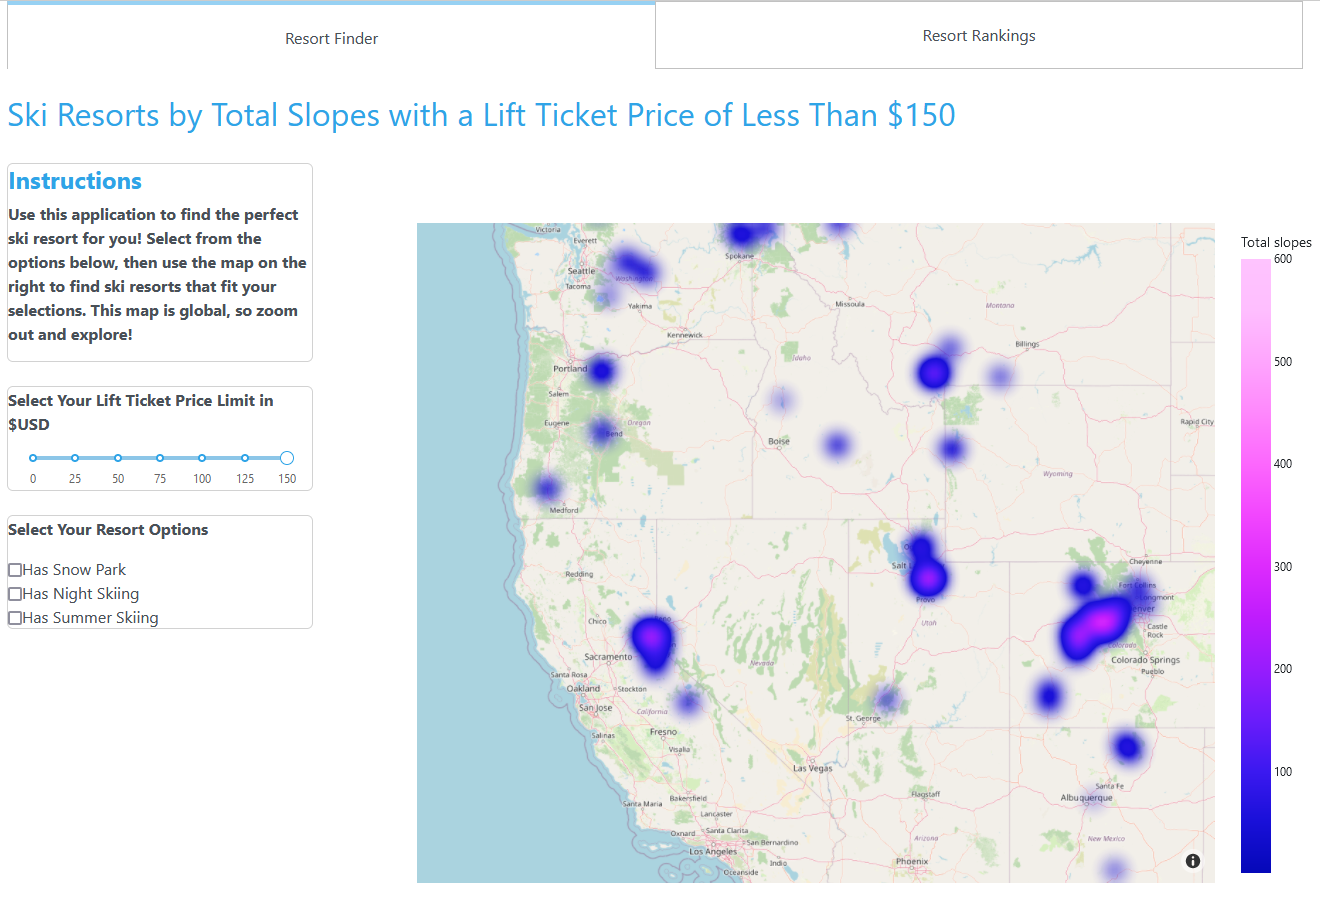 Resort Finder
Resort Rankings
Ski Resorts by Total Slopes with a Lift Ticket Price of Less Than $150
Instructions
Use this application to find the perfect
ski resort for you! Select from the
options below, then use the map on the
right to find ski resorts that fit your
selections. This map is global, so zoom
out and explore!
Select Your Lift Ticket Price Limit in
$USD
0 25 50 75 100 125 150
Select Your Resort Options
Has Snow Park
Has Night Skiing
Has Summer Skiing
Victoria
Everett
Spokane
Seattle
Washington
Tacoma
Yakima
Missoula
Montana
Kennewick
Billings
Idaho
Portland
Salem
Eugene
Oregon
Bend
Rapid City
Boise
Wyoming
Medford
Cheyenne
Redding
Salt L
Fort Collins
Provo
Longmont
Chico
Utah
Castle
Rock
Colorado
Sacramento
Nevada
Colorado Springs
Santa Rosa
Pueblo
Oakland
Stockton
San Jose
California
St. George
Salinas
Fresno
Visalia
Las Vegas
Santa Fe
Flagstaff
Albuquerque
Santa Maria
Bakersfield
Lancaster
Oxnard
Santa Clarita
Arizona
New Mexico
San Bernardino
Los Angeles
Indio
Phoenix
Oceanside
Total slopes
600
500
400
300
200
100